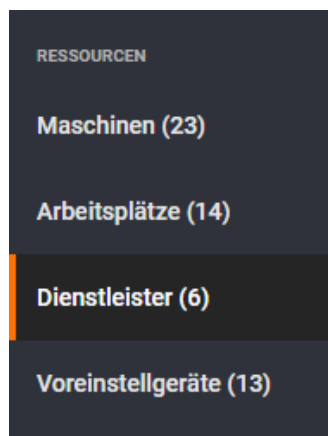 RESSOURCEN
Maschinen (23)
Arbeitsplätze (14)
Dienstleister (6)
Voreinstellgeräte (13)